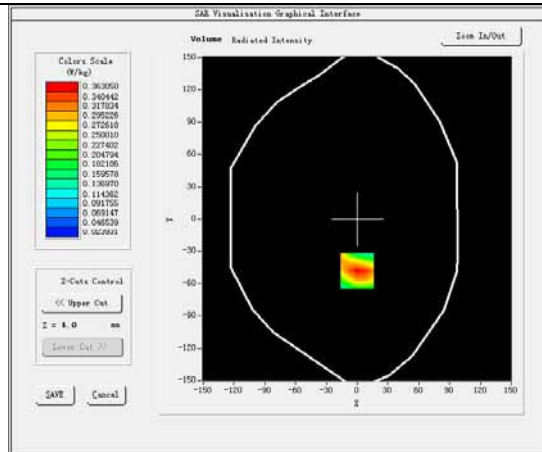 SAR Visualisation Graphical Interface
Volume Radiated Intensity
Zoom In/Out
Colors Scale
(W/kg)
0.363050
0.340442
0.317834
0.295226
0.272618
0.250010
0.227402
0.204794
0.182186
0.159578
0.136970
0.114362
0.091755
0.069147
0.046539
0.023931
Z-Cuts Control
<< Upper Cut
Z = 4.0 mm
Lower Cut >>
SAVE Cancel
150
120
90
60
30
0
-30
-60
-90
-120
-150
Y
-150 -120 -90 -60 -30 0 30 60 90 120 150
X